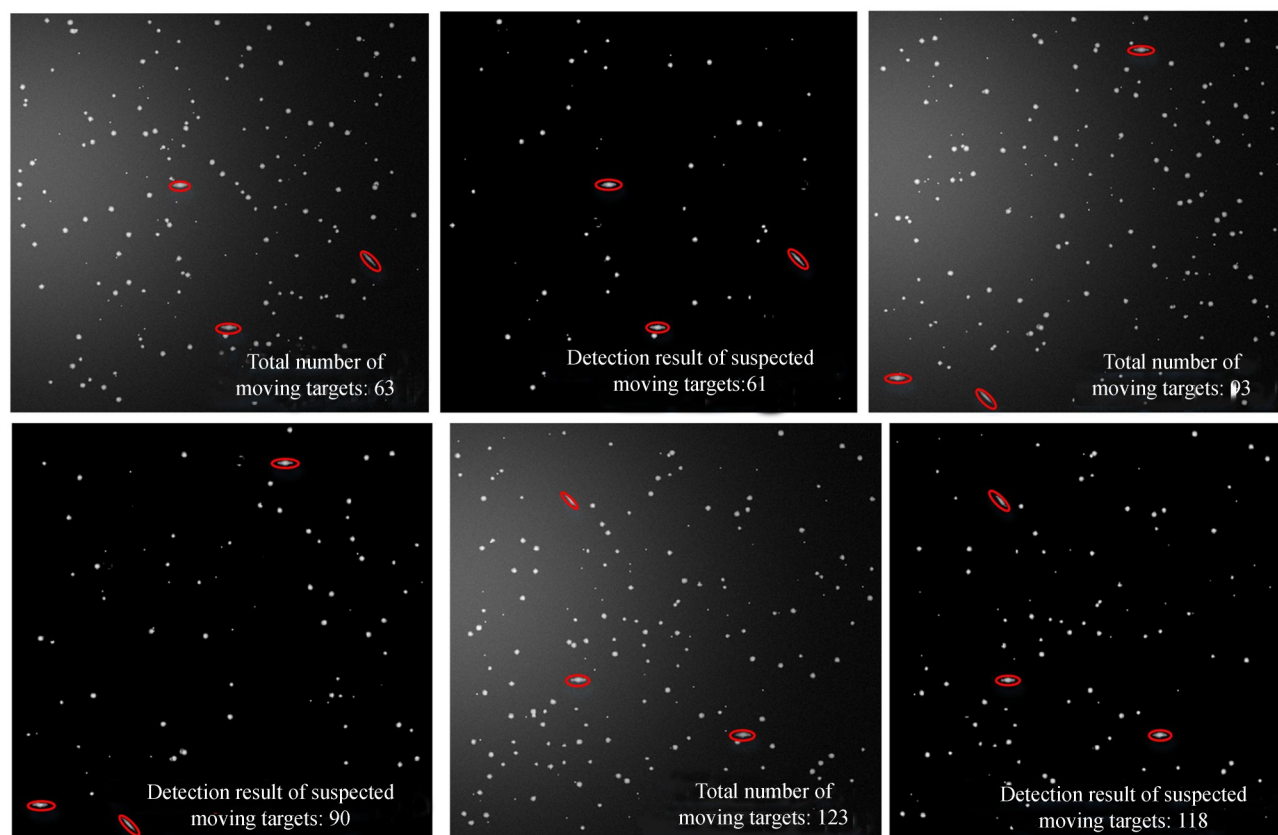 Total number of
moving targets: 63
Detection result of suspected
moving targets:61
Total number of
moving targets:
Detection result of suspected
moving targets: 90
Total number of
moving targets: 123
Detection result of suspected
moving targets: 118